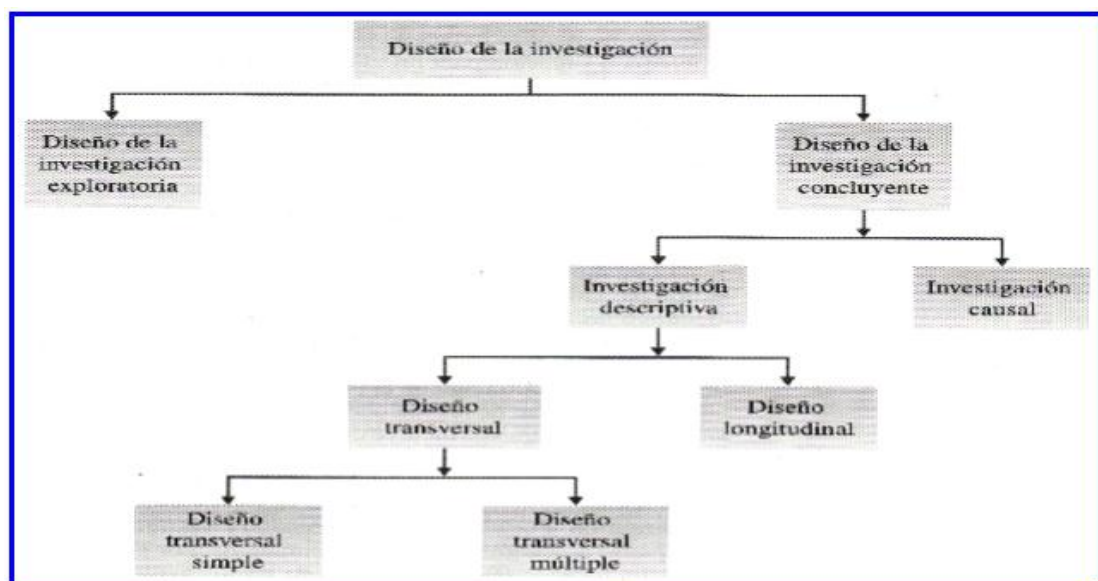 Diseño de la investigación
Diseño de la
investigación
exploratoria
Diseño de la
investigación
concluyente
Investigación
descriptiva
Investigación
causal
Diseño
transversal
Diseño
longitudinal
Diseño
transversal
simple
Diseño
transversal
múltiple